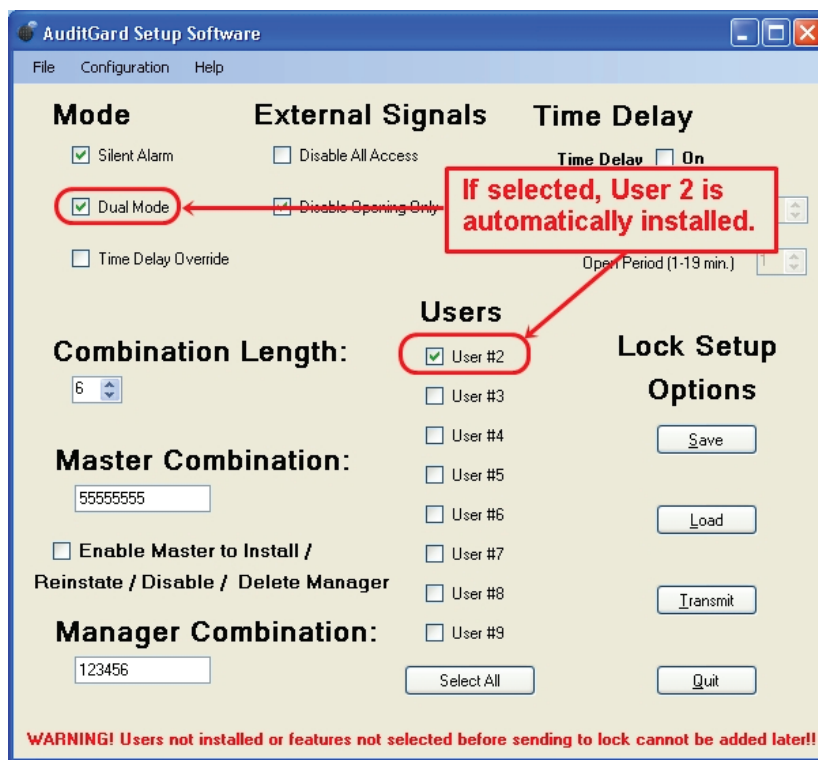 AuditGard Setup Software
File Configuration Help
Mode
Silent Alarm
Dual Mode
Time Delay Override
External Signals
Disable All Access
Disable Opening Only
Time Delay
Time Delay On
If selected, User 2 is
automatically installed.
Open Period (1-19 min.) 1
Combination Length:
6
Master Combination:
55555555
Enable Master to Install /
Reinstate / Disable / Delete Manager
Manager Combination:
123456
Users
User #2
User #3
User #4
User #5
User #6
User #7
User #8
User #9
Select All
Lock Setup
Options
Save
Load
Transmit
Quit
WARNING! Users not installed or features not selected before sending to lock cannot be added later!!